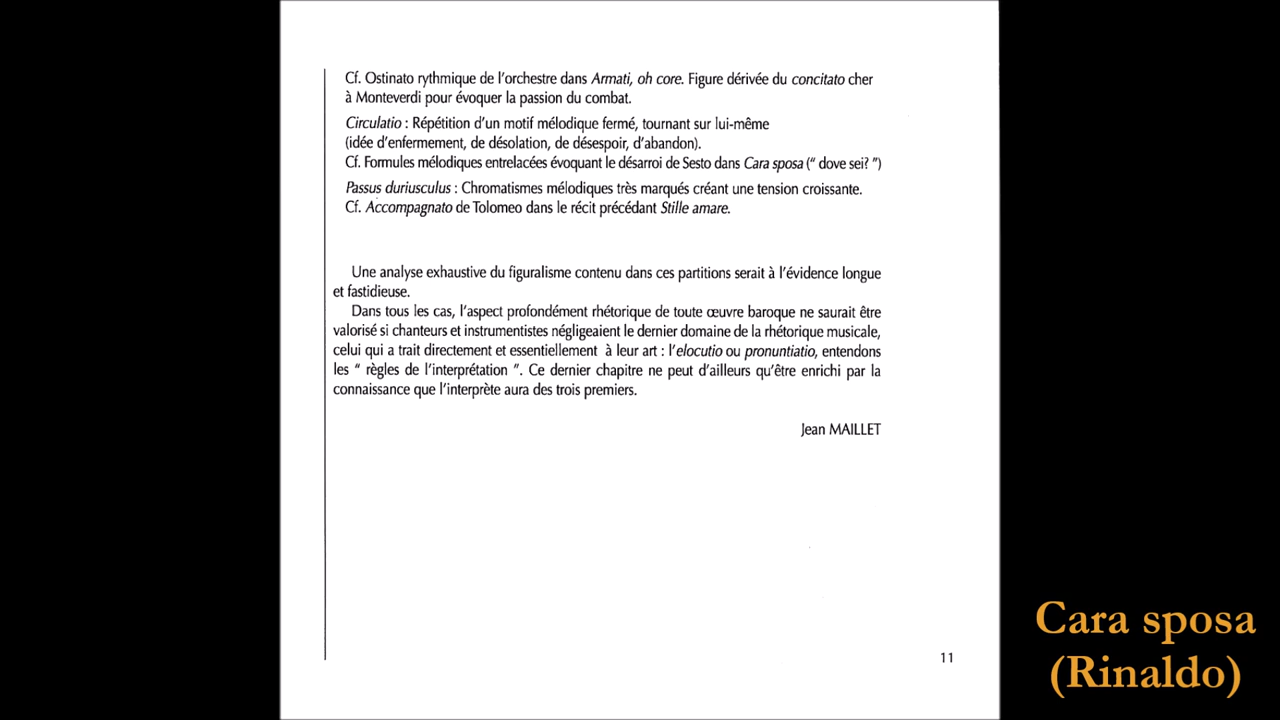 Cf. Ostinato rythmique de l'orchestre dans Armati, oh core. Figure dérivée du concitato cher
à Monteverdi pour évoquer la passion du combat.
Circulatio : Répétition d'un motif mélodique fermé, tournant sur lui-même
(idée d'enfermement, de désolation, de désespoir, d'abandon).
Cf. Formules mélodiques entrelacées évoquant le désarroi de Sesto dans Cara sposa (“ dove sei? ”)
Passus duriusculus : Chromatismes mélodiques très marqués créant une tension croissante.
Cf. Accompagnato de Tolomeo dans le récit précédant Stille amare.
Une analyse exhaustive du figuralisme contenu dans ces partitions serait à l'évidence longue
et fastidieuse.
Dans tous les cas, l'aspect profondément rhétorique de toute œuvre baroque ne saurait être
valorisé si chanteurs et instrumentistes négligeaient le dernier domaine de la rhétorique musicale,
celui qui a trait directement et essentiellement à leur art : l'elocutio ou pronuntiatio, entendons
les “ règles de l'interprétation ”. Ce dernier chapitre ne peut d'ailleurs qu'être enrichi par la
connaissance que l'interprète aura des trois premiers.
Jean MAILLET
11
Cara sposa
(Rinaldo)